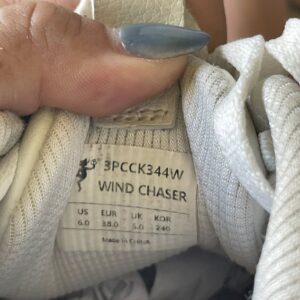 3PCCK344W
WIND CHASER
US EUR UK KOR
6.0 38.0 5.0 240
Made in CHINA